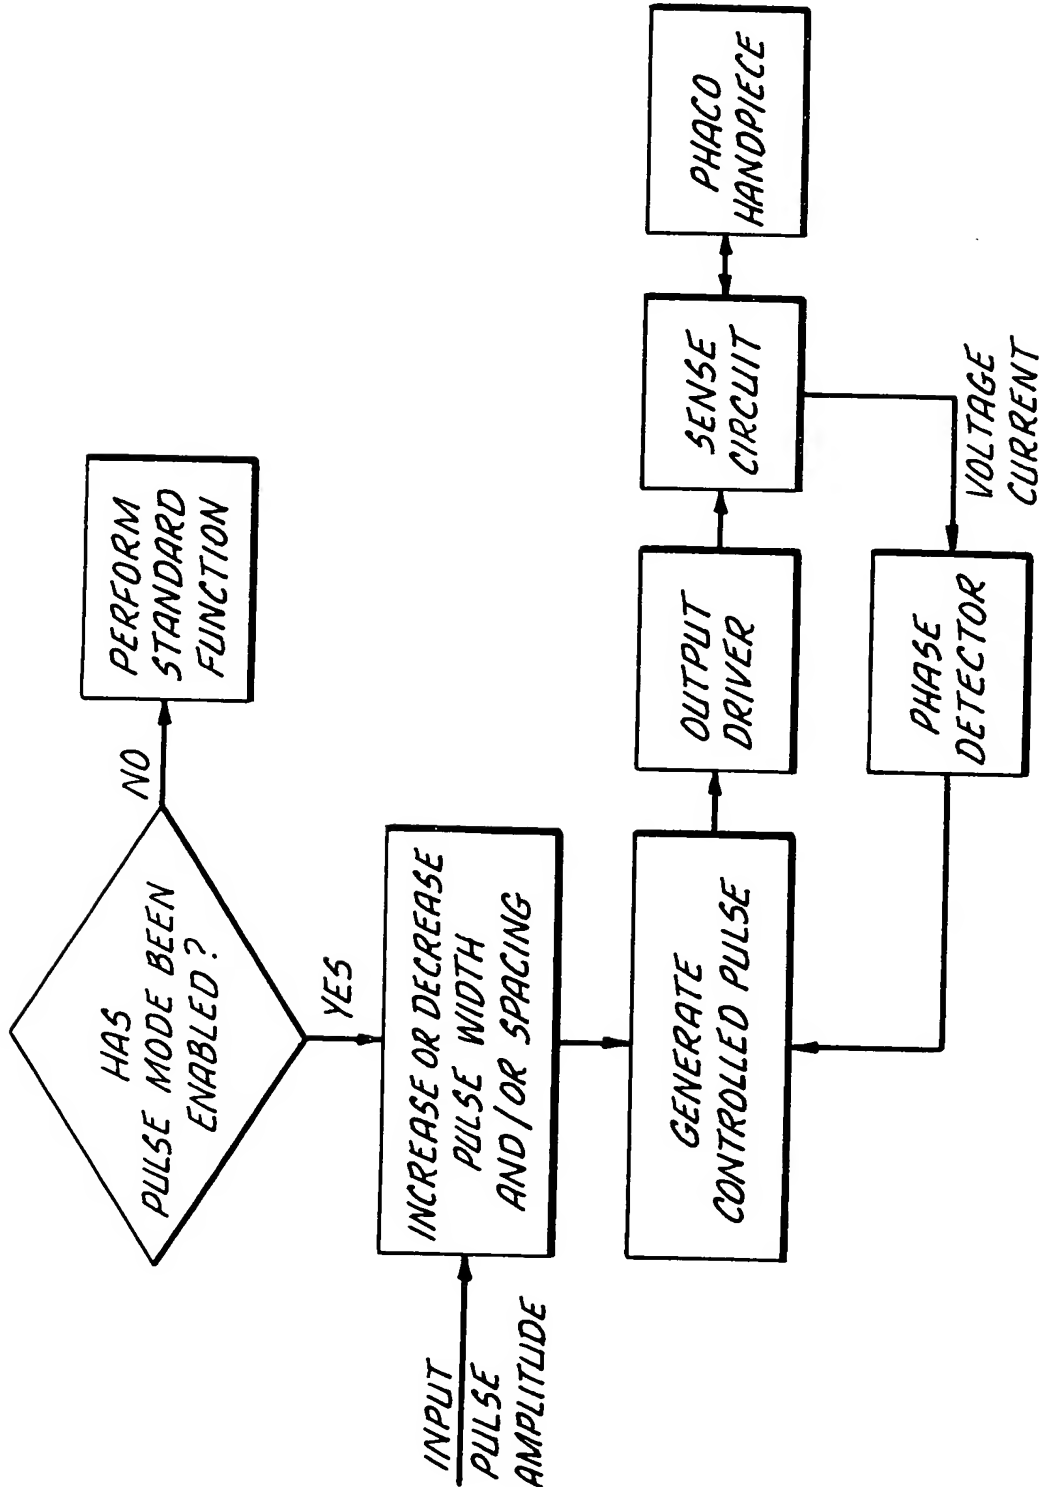 HAS
PULSE MODE BEEN
ENABLED?
NO
PERFORM
STANDARD
FUNCTION
YES
INPUT
PULSE
AMPLITUDE
INCREASE OR DECREASE
PULSE WIDTH
AND/OR SPACING
GENERATE
CONTROLLED PULSE
OUTPUT
DRIVER
SENSE
CIRCUIT
PHACO
HANDPIECE
PHASE
DETECTOR
VOLTAGE
CURRENT